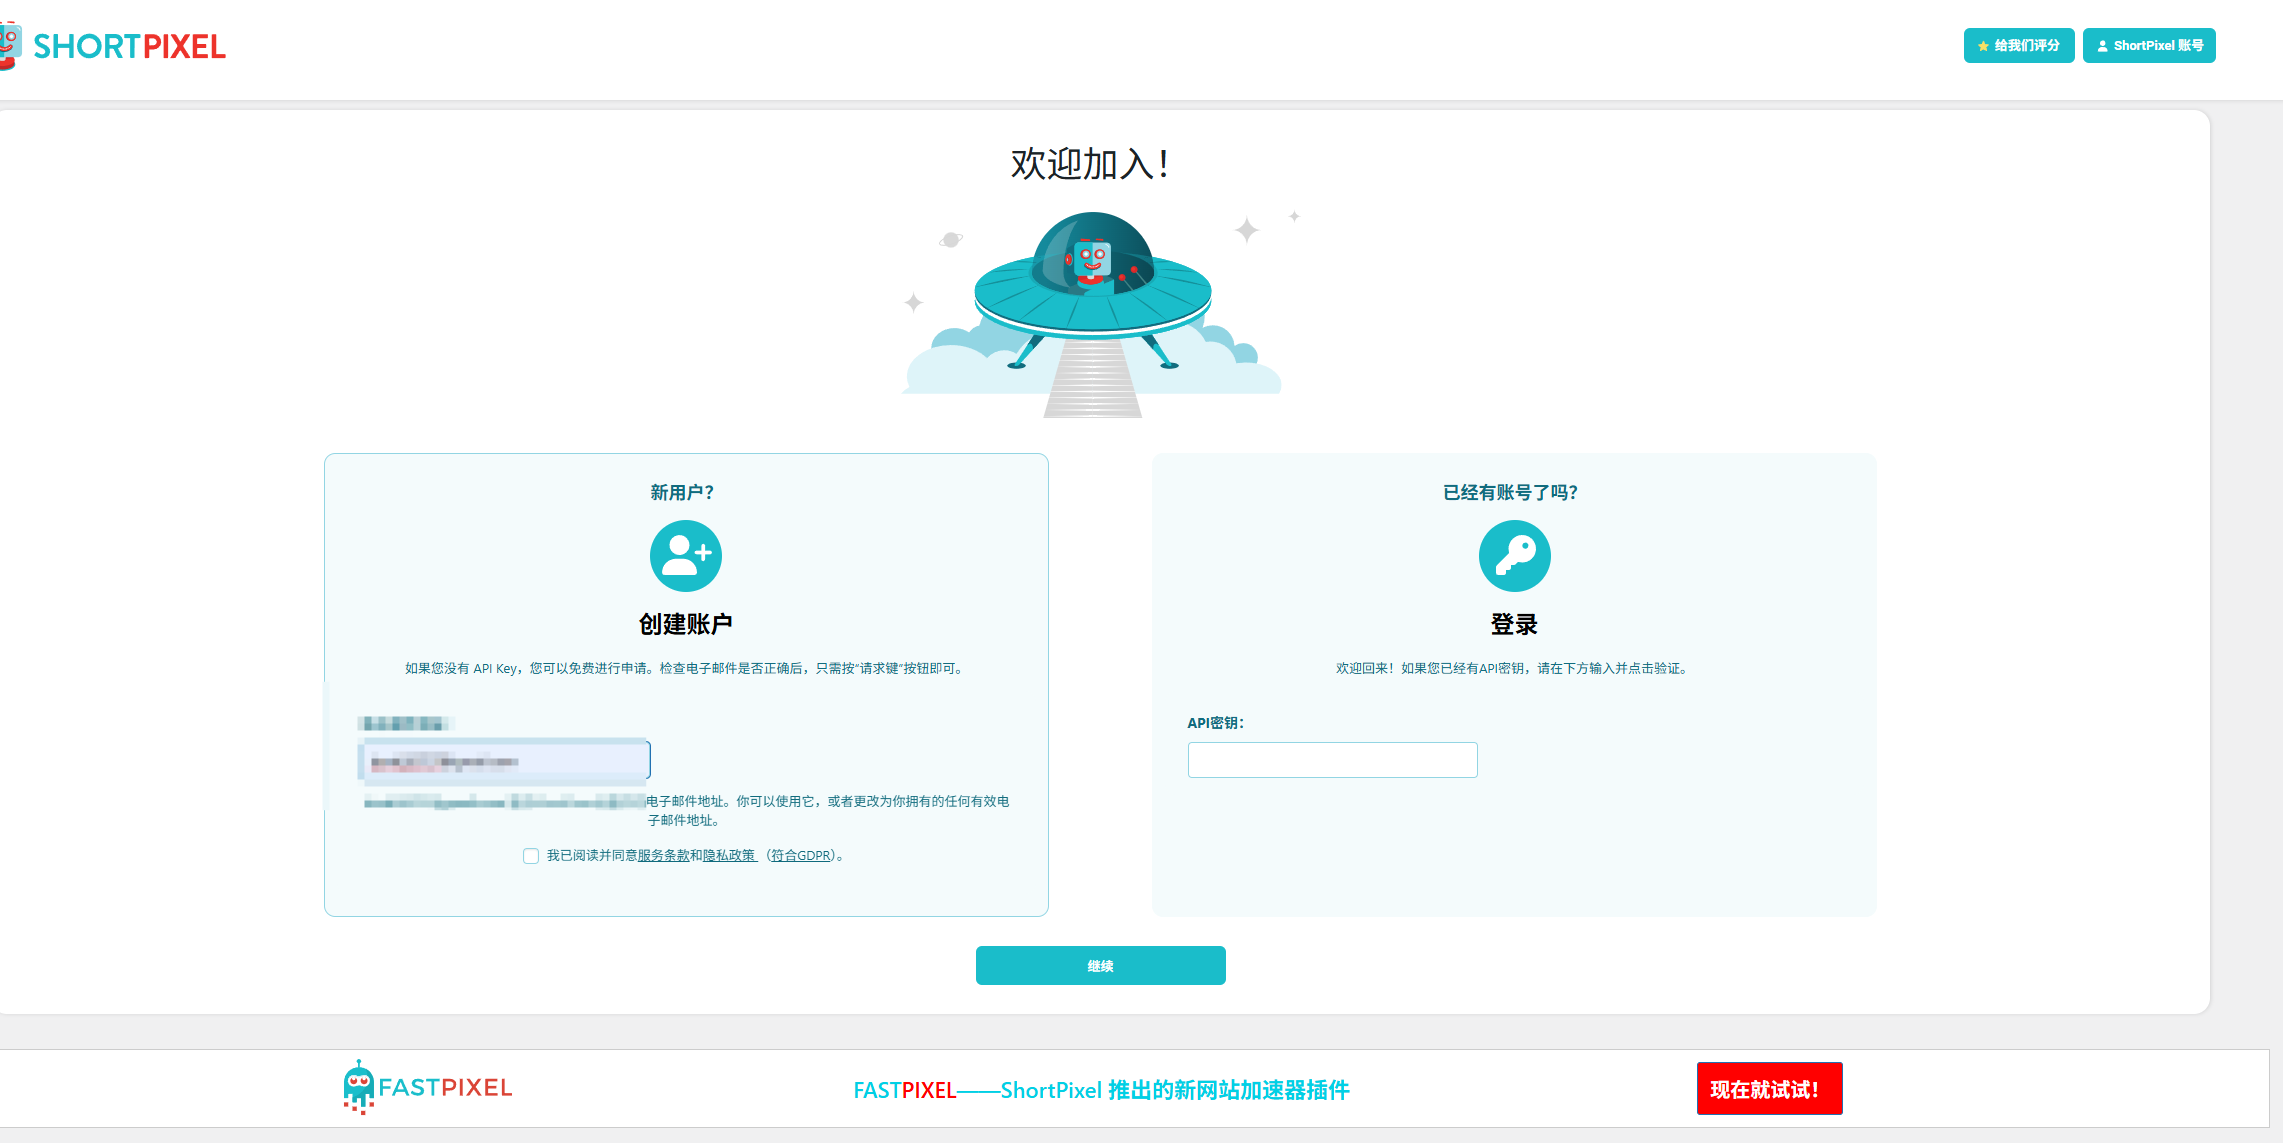 SHORTPIXEL
给我们评分
ShortPixel 账号
欢迎加入！
新用户？
创建账户
如果您没有 API Key，您可以免费进行申请。检查电子邮件是否正确后，只需按“请求键”按钮即可。
电子邮件地址。你可以使用它，或者更改为你拥有的任何有效电
子邮件地址。
我已阅读并同意服务条款和隐私政策 （符合GDPR）。
已经有账号了吗？
登录
欢迎回来！如果您已经有API密钥，请在下方输入并点击验证。
API密钥：
继续
FASTPIXEL
FASTPIXEL——ShortPixel 推出的新网站加速器插件
现在就试试！